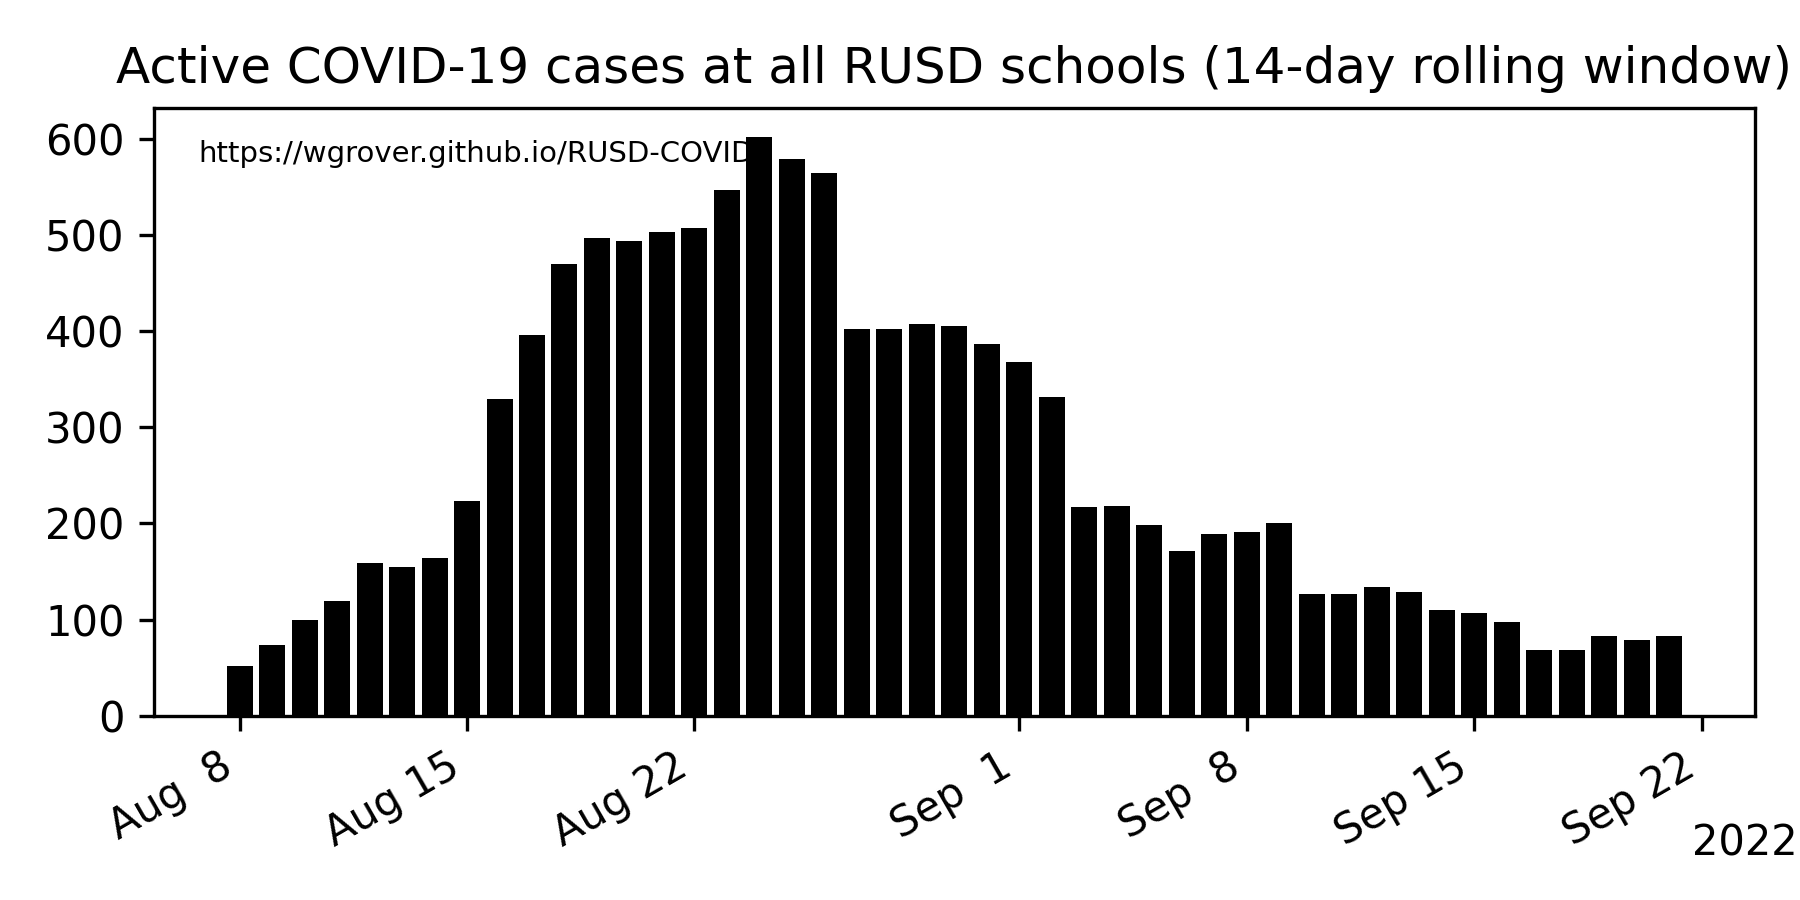 Active COVID-19 cases at all RUSD schools (14-day rolling window)
https://wgrover.github.io/RUSD-COVID
600
500
400
300
200
100
0
Aug 8
Aug 15
Aug 22
Sep 1
Sep 8
Sep 15
Sep 22
2022